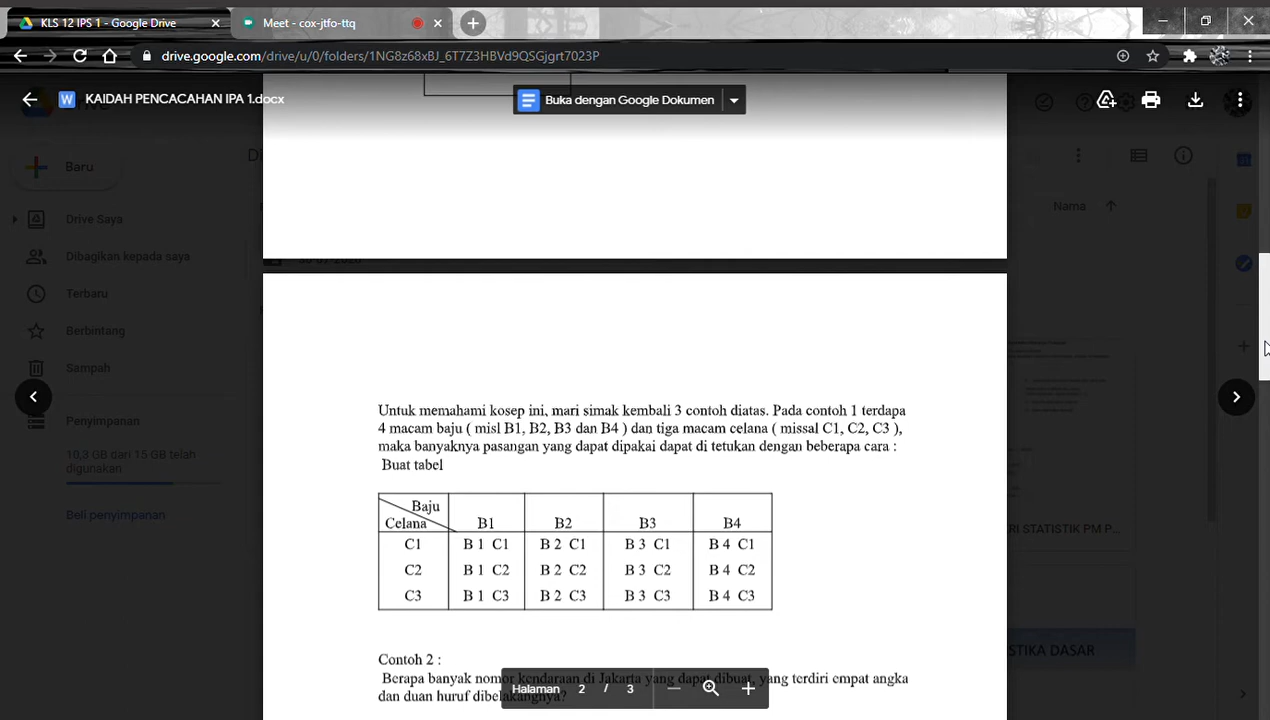 KLS 12 IPS 1 - Google Drive
Meet - cox-jtfo-ttq
drive.google.com/drive/u/0/folders/1NG8z68xBJ_6T7Z3HBVd9QSGjgrt7023P
KAIDAH PENCACAHAN IPA 1.docx
Buka dengan Google Dokumen
Baru
Nama
Drive Saya
Dibagikan kepada saya
Terbaru
Berbintang
Sampah
Penyimpanan
10,3 GB dari 15 GB telah
digunakan
Beli penyimpanan
Untuk memahami kosep ini, mari simak kembali 3 contoh diatas. Pada contoh 1 terdapa
4 macam baju ( misl B1, B2, B3 dan B4 ) dan tiga macam celana ( missal C1, C2, C3 ),
maka banyaknya pasangan yang dapat dipakai dapat di tetukan dengan beberapa cara :
Buat tabel
Baju
Celana B1 B2 B3 B4
C1 B 1 C1 B 2 C1 B 3 C1 B 4 C1
C2 B 1 C2 B 2 C2 B 3 C2 B 4 C2
C3 B 1 C3 B 2 C3 B 3 C3 B 4 C3
RI STATISTIK PM P...
STIKA DASAR
Contoh 2 :
Berapa banyak nomor kendaraan di Jakarta yang dapat dibuat, yang terdiri empat angka
dan duan huruf dibelakangnya?
Halaman 2 / 3